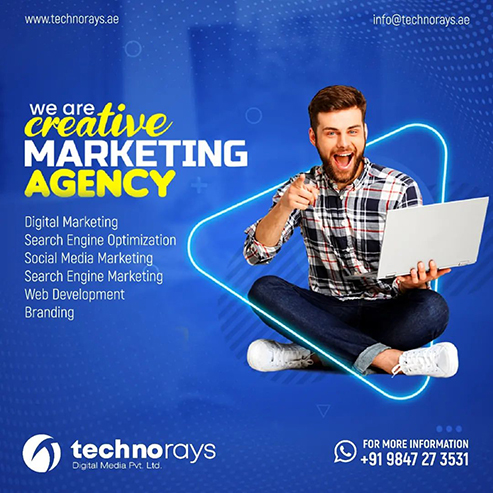 www.technorays.ae
info@technorays.ae
we are
creative
MARKETING
AGENCY
Digital Marketing
Search Engine Optimization
Social Media Marketing
Search Engine Marketing
Web Development
Branding
technorays
Digital Media Pvt. Ltd.
FOR MORE INFORMATION
+91 9847 27 3531